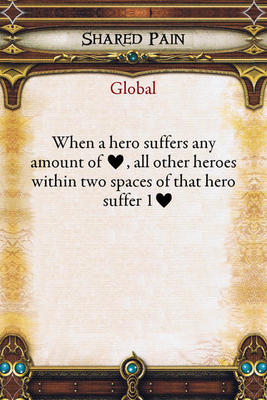 Shared Pain
Global
When a hero suffers any
amount of ♥, all other heroes
within two spaces of that hero
suffer 1♥